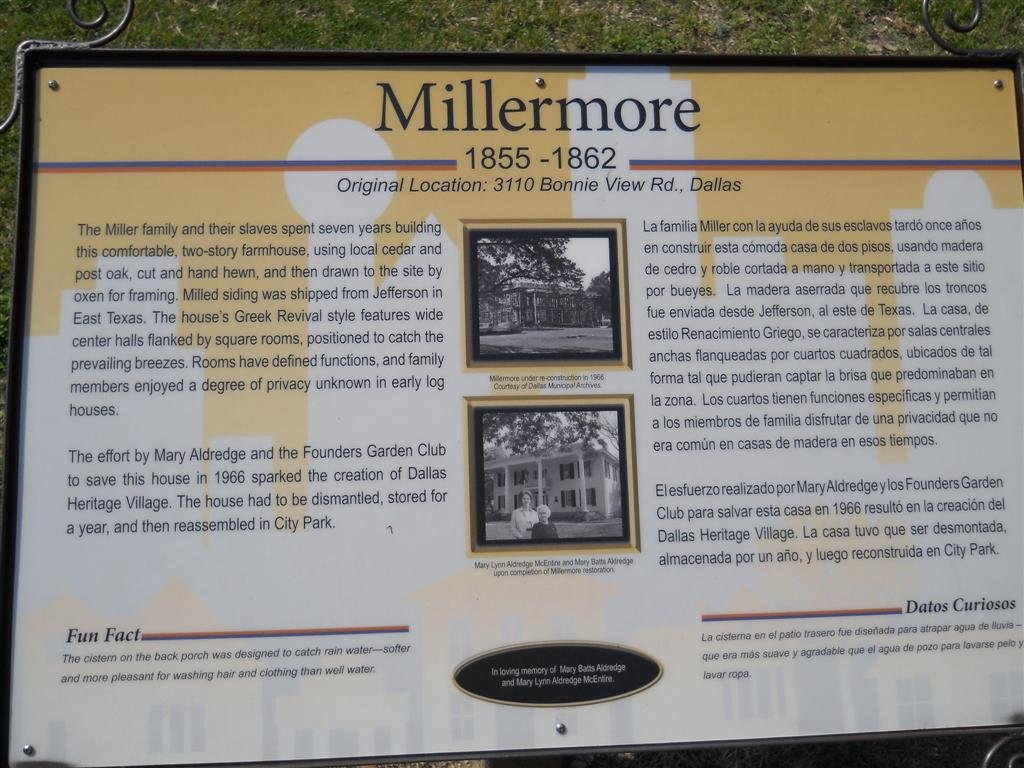 Millermore
1855 -1862
Original Location: 3110 Bonnie View Rd., Dallas
The Miller family and their slaves spent seven years building
this comfortable, two-story farmhouse, using local cedar and
post oak, cut and hand hewn, and then drawn to the site by
oxen for framing. Milled siding was shipped from Jefferson in
East Texas. The house's Greek Revival style features wide
center halls flanked by square rooms, positioned to catch the
prevailing breezes. Rooms have defined functions, and family
members enjoyed a degree of privacy unknown in early log
houses.
The effort by Mary Aldredge and the Founders Garden Club
to save this house in 1966 sparked the creation of Dallas
Heritage Village. The house had to be dismantled, stored for
a year, and then reassembled in City Park.
Millermore under re-construction in 1966.
Courtesy of Dallas Municipal Archives.
Mary Lynn Aldredge McEntire and Mary Batts Aldredge
upon completion of Millermore restoration.
La familia Miller con la ayuda de sus esclavos tardó once años
en construir esta cómoda casa de dos pisos, usando madera
de cedro y roble cortada a mano y transportada a este sitio
por bueyes. La madera aserrada que recubre los troncos
fue enviada desde Jefferson, al este de Texas. La casa, de
estilo Renacimiento Griego, se caracteriza por salas centrales
anchas flanqueadas por cuartos cuadrados, ubicados de tal
forma tal que pudieran captar la brisa que predominaban en
la zona. Los cuartos tienen funciones específicas y permitían
a los miembros de familia disfrutar de una privacidad que no
era común en casas de madera en esos tiempos.
El esfuerzo realizado por Mary Aldredge y los Founders Garden
Club para salvar esta casa en 1966 resultó en la creación del
Dallas Heritage Village. La casa tuvo que ser desmontada,
almacenada por un año, y luego reconstruida en City Park.
Fun Fact
The cistern on the back porch was designed to catch rain water—softer
and more pleasant for washing hair and clothing than well water.
In loving memory of Mary Batts Aldredge
and Mary Lynn Aldredge McEntire.
Datos Curiosos
La cisterna en el patio trasero fue diseñada para atrapar agua de lluvia –
que era más suave y agradable que el agua de pozo para lavarse pelo y
lavar ropa.